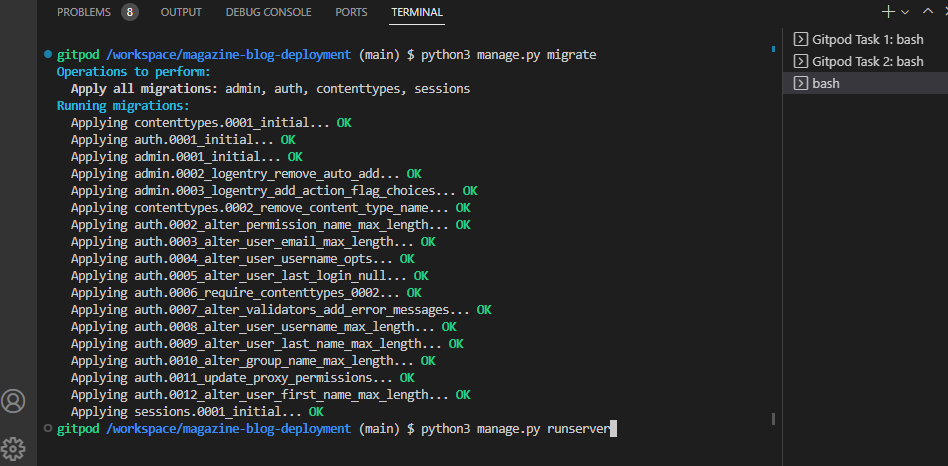 PROBLEMS 8 OUTPUT DEBUG CONSOLE PORTS TERMINAL
gitpod /workspace/magazine-blog-deployment (main) $ python3 manage.py migrate
Operations to perform:
Apply all migrations: admin, auth, contenttypes, sessions
Running migrations:
Applying contenttypes.0001_initial... OK
Applying auth.0001_initial... OK
Applying admin.0001_initial... OK
Applying admin.0002_logentry_remove_auto_add... OK
Applying admin.0003_logentry_add_action_flag_choices... OK
Applying contenttypes.0002_remove_content_type_name... OK
Applying auth.0002_alter_permission_name_max_length... OK
Applying auth.0003_alter_user_email_max_length... OK
Applying auth.0004_alter_user_username_opts... OK
Applying auth.0005_alter_user_last_login_null... OK
Applying auth.0006_require_contenttypes_0002... OK
Applying auth.0007_alter_validators_add_error_messages... OK
Applying auth.0008_alter_user_username_max_length... OK
Applying auth.0009_alter_user_last_name_max_length... OK
Applying auth.0010_alter_group_name_max_length... OK
Applying auth.0011_update_proxy_permissions... OK
Applying auth.0012_alter_user_first_name_max_length... OK
Applying sessions.0001_initial... OK
gitpod /workspace/magazine-blog-deployment (main) $ python3 manage.py runserver
Gitpod Task 1: bash
Gitpod Task 2: bash
bash